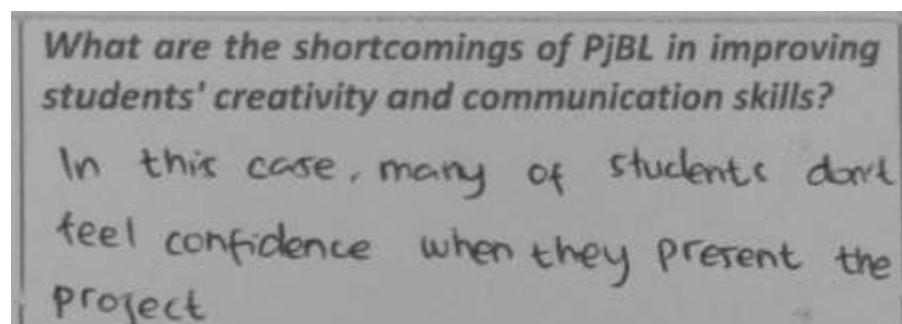 What are the shortcomings of PjBL in improving
students' creativity and communication skills?
In this case, many of students don't
feel confidence when they present the
project